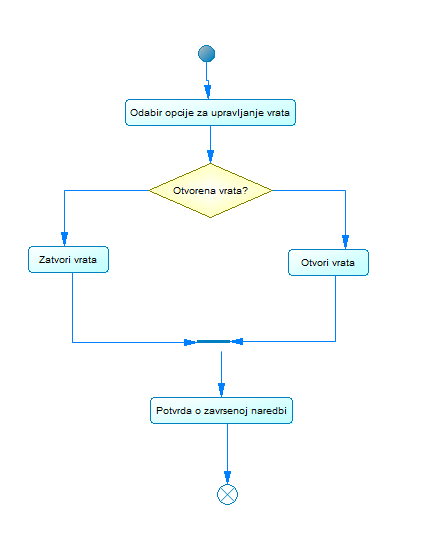 Odabir opcije za upravljanje vrata
Otvorena vrata?
Zatvori vrata
Otvori vrata
Potvrda o zavrsenoj naredbi